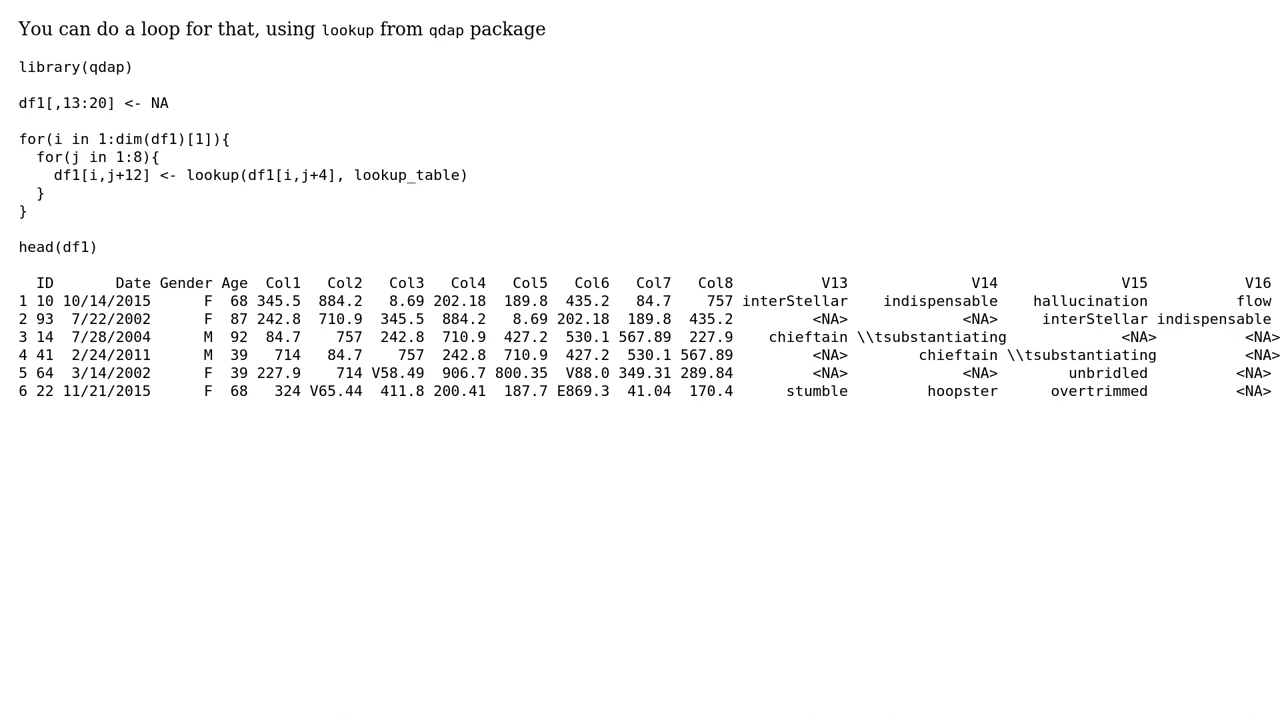 You can do a loop for that, using lookup from qdap package
library(qdap)
df1[,13:20] <- NA
for(i in 1:dim(df1)[1]){
  for(j in 1:8){
    df1[i,j+12] <- lookup(df1[i,j+4], lookup_table)
  }
}
head(df1)
  ID       Date Gender Age  Col1   Col2   Col3   Col4   Col5   Col6   Col7   Col8          V13              V14              V15          V16
1 10 10/14/2015      F  68 345.5  884.2   8.69 202.18  189.8  435.2   84.7    757 interStellar    indispensable    hallucination         flow
2 93  7/22/2002      F  87 242.8  710.9  345.5  884.2   8.69 202.18  189.8  435.2         <NA>             <NA>     interStellar indispensable
3 14  7/28/2004      M  92  84.7    757  242.8  710.9  427.2  530.1 567.89  227.9    chieftain \\tsubstantiating             <NA>          <NA>
4 41  2/24/2011      M  39   714   84.7    757  242.8  710.9  427.2  530.1 567.89         <NA>        chieftain \\tsubstantiating          <NA>
5 64  3/14/2002      F  39 227.9    714 V58.49  906.7 800.35  V88.0 349.31 289.84         <NA>             <NA>        unbridled         <NA>
6 22 11/21/2015      F  68   324 V65.44  411.8 200.41  187.7 E869.3  41.04  170.4      stumble         hoopster      overtrimmed         <NA>